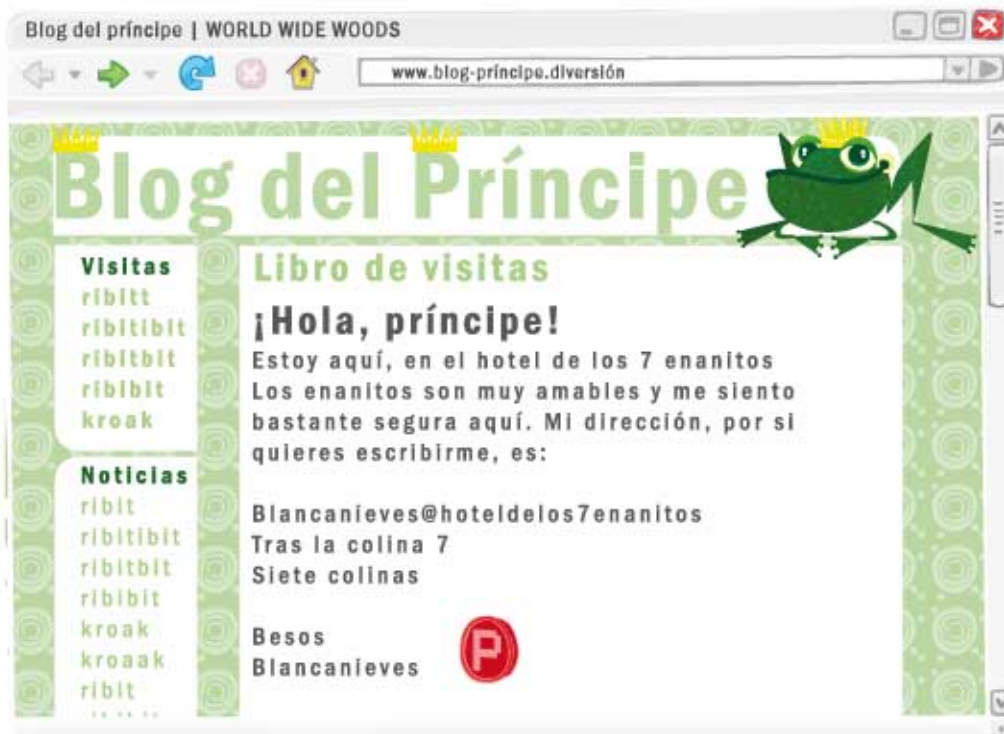 Blog del príncipe | WORLD WIDE WOODS
www.blog-príncipe.diversión
Blog del Príncipe
Visitas
ribitt
ribitibit
ribitbit
ribibit
kroak
Noticias
ribit
ribitibit
ribitbit
ribibit
kroak
kroaak
ribit
Libro de visitas
¡Hola, príncipe!
Estoy aquí, en el hotel de los 7 enanitos
Los enanitos son muy amables y me siento
bastante segura aquí. Mi dirección, por si
quieres escribirme, es:
Blancanieves@hoteldelos7enanitos
Tras la colina 7
Siete colinas
Besos
Blancanieves
P